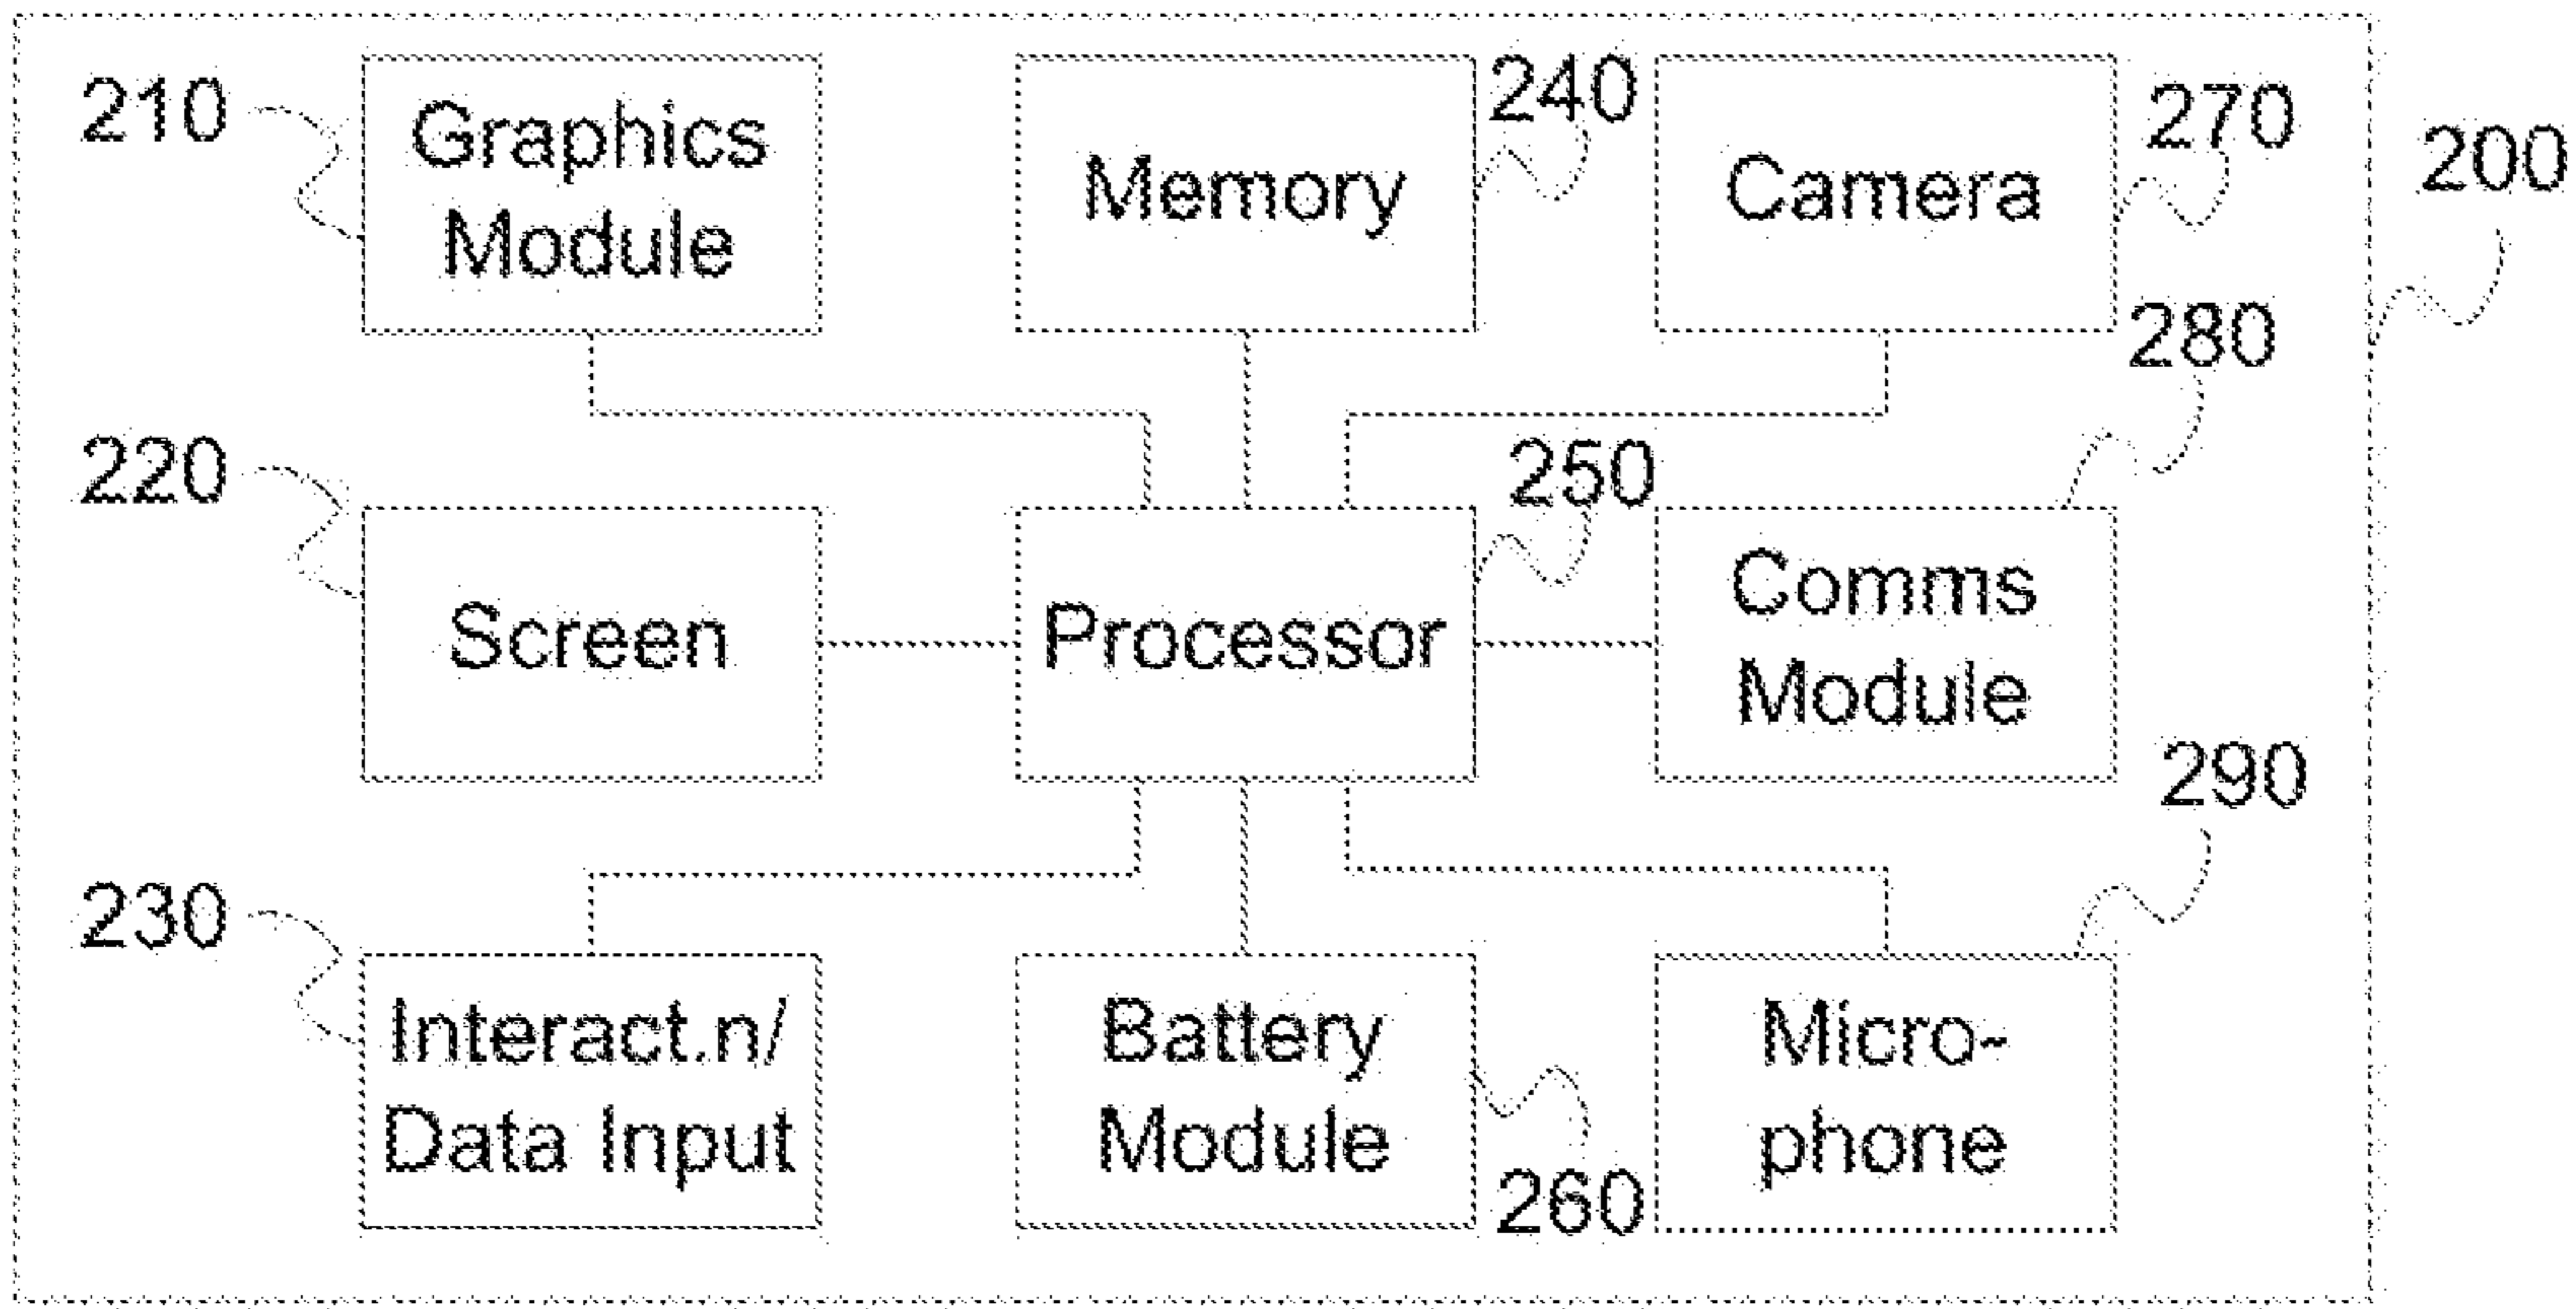 210
Graphics
Module
Memory
240
Camera
270
200
280
220
Screen
250
Processor
Comms
Module
290
230
Interact.n/
Data Input
Battery
Module
260
Micro-
phone